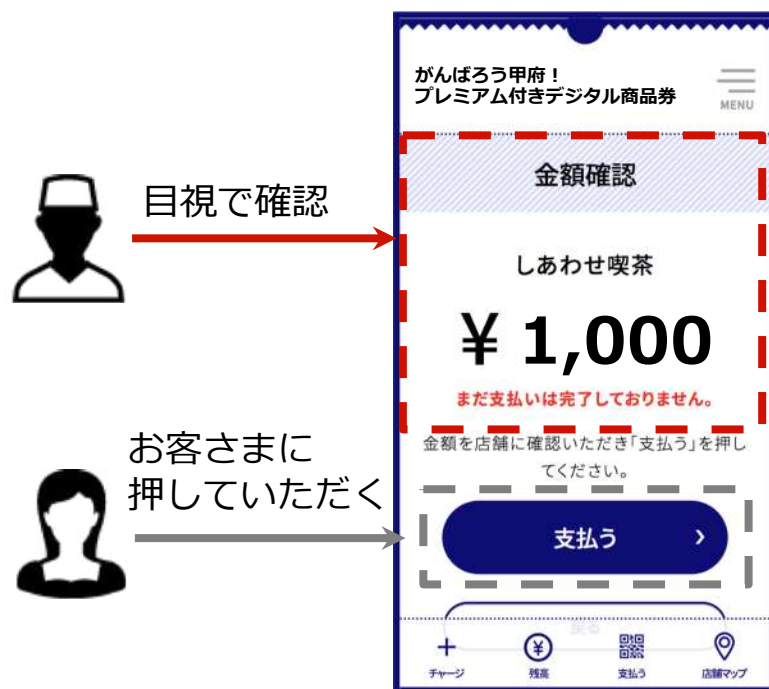 がんばろう甲府！
プレミアム付きデジタル商品券
MENU
金額確認
目視で確認
しあわせ喫茶
¥ 1,000
まだ支払いは完了しておりません。
お客さまに
押していただく
金額を店舗に確認いただき「支払う」を押し
てください。
支払う
戻る
チャージ
残高
支払う
店舗マップ